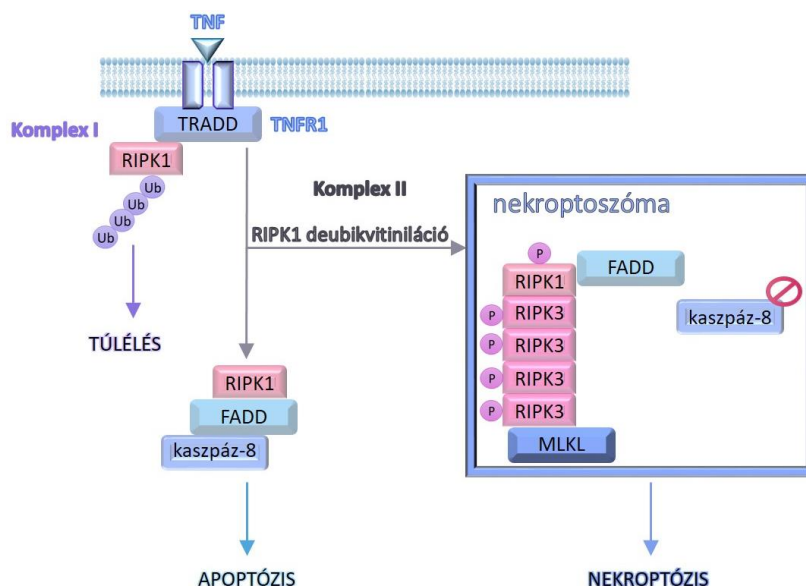 TNF
TRADD
TNFR1
Komplex I
RIPK1
Ub
Ub
Ub
Ub
TÚLÉLÉS
Komplex II
RIPK1 deubikvitiniláció
RIPK1
FADD
kaszpáz-8
APOPTÓZIS
nekroptoszóma
P
FADD
RIPK1
kaszpáz-8
P
RIPK3
P
RIPK3
P
RIPK3
P
RIPK3
MLKL
NEKROPTÓZIS